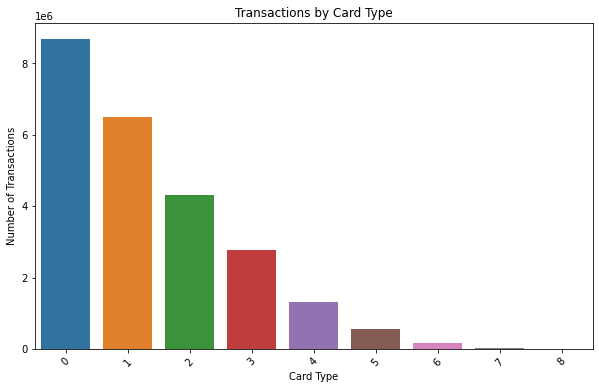 Transactions by Card Type
1e6
8
6
4
2
0
Number of Transactions
0 1 2 3 4 5 6 7 8
Card Type